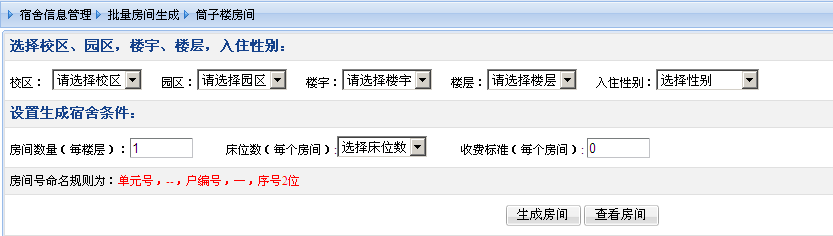 宿舍信息管理 批量房间生成 筒子楼房间
选择校区、园区，楼宇、楼层，入住性别：
校区： 请选择校区 园区: 请选择园区 楼宇: 请选择楼宇 楼层: 请选择楼层 入住性别: 选择性别
设置生成宿舍条件：
房间数量（每楼层）： 1 床位数（每个房间）: 选择床位数 收费标准（每个房间）: 0
房间号命名规则为：单元号，--，户编号，一，序号2位
生成房间 查看房间